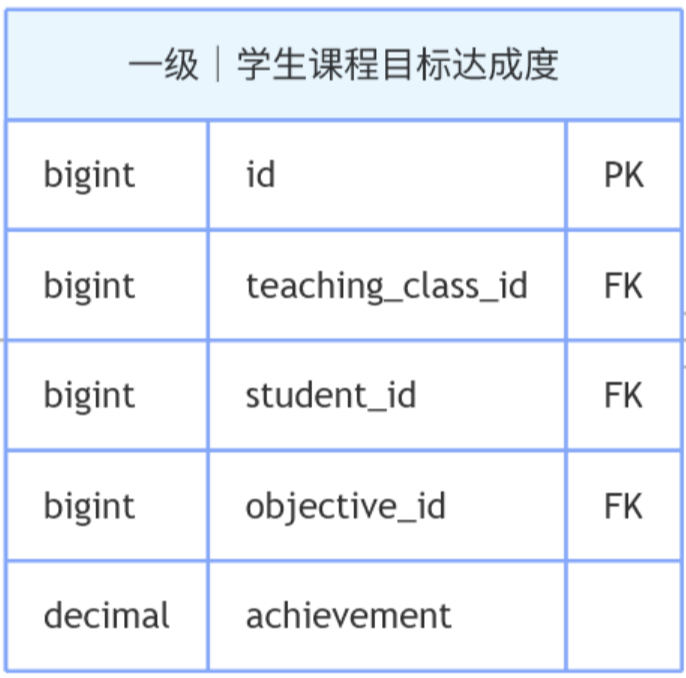 一级｜学生课程目标达成度
bigint id PK
bigint teaching_class_id FK
bigint student_id FK
bigint objective_id FK
decimal achievement